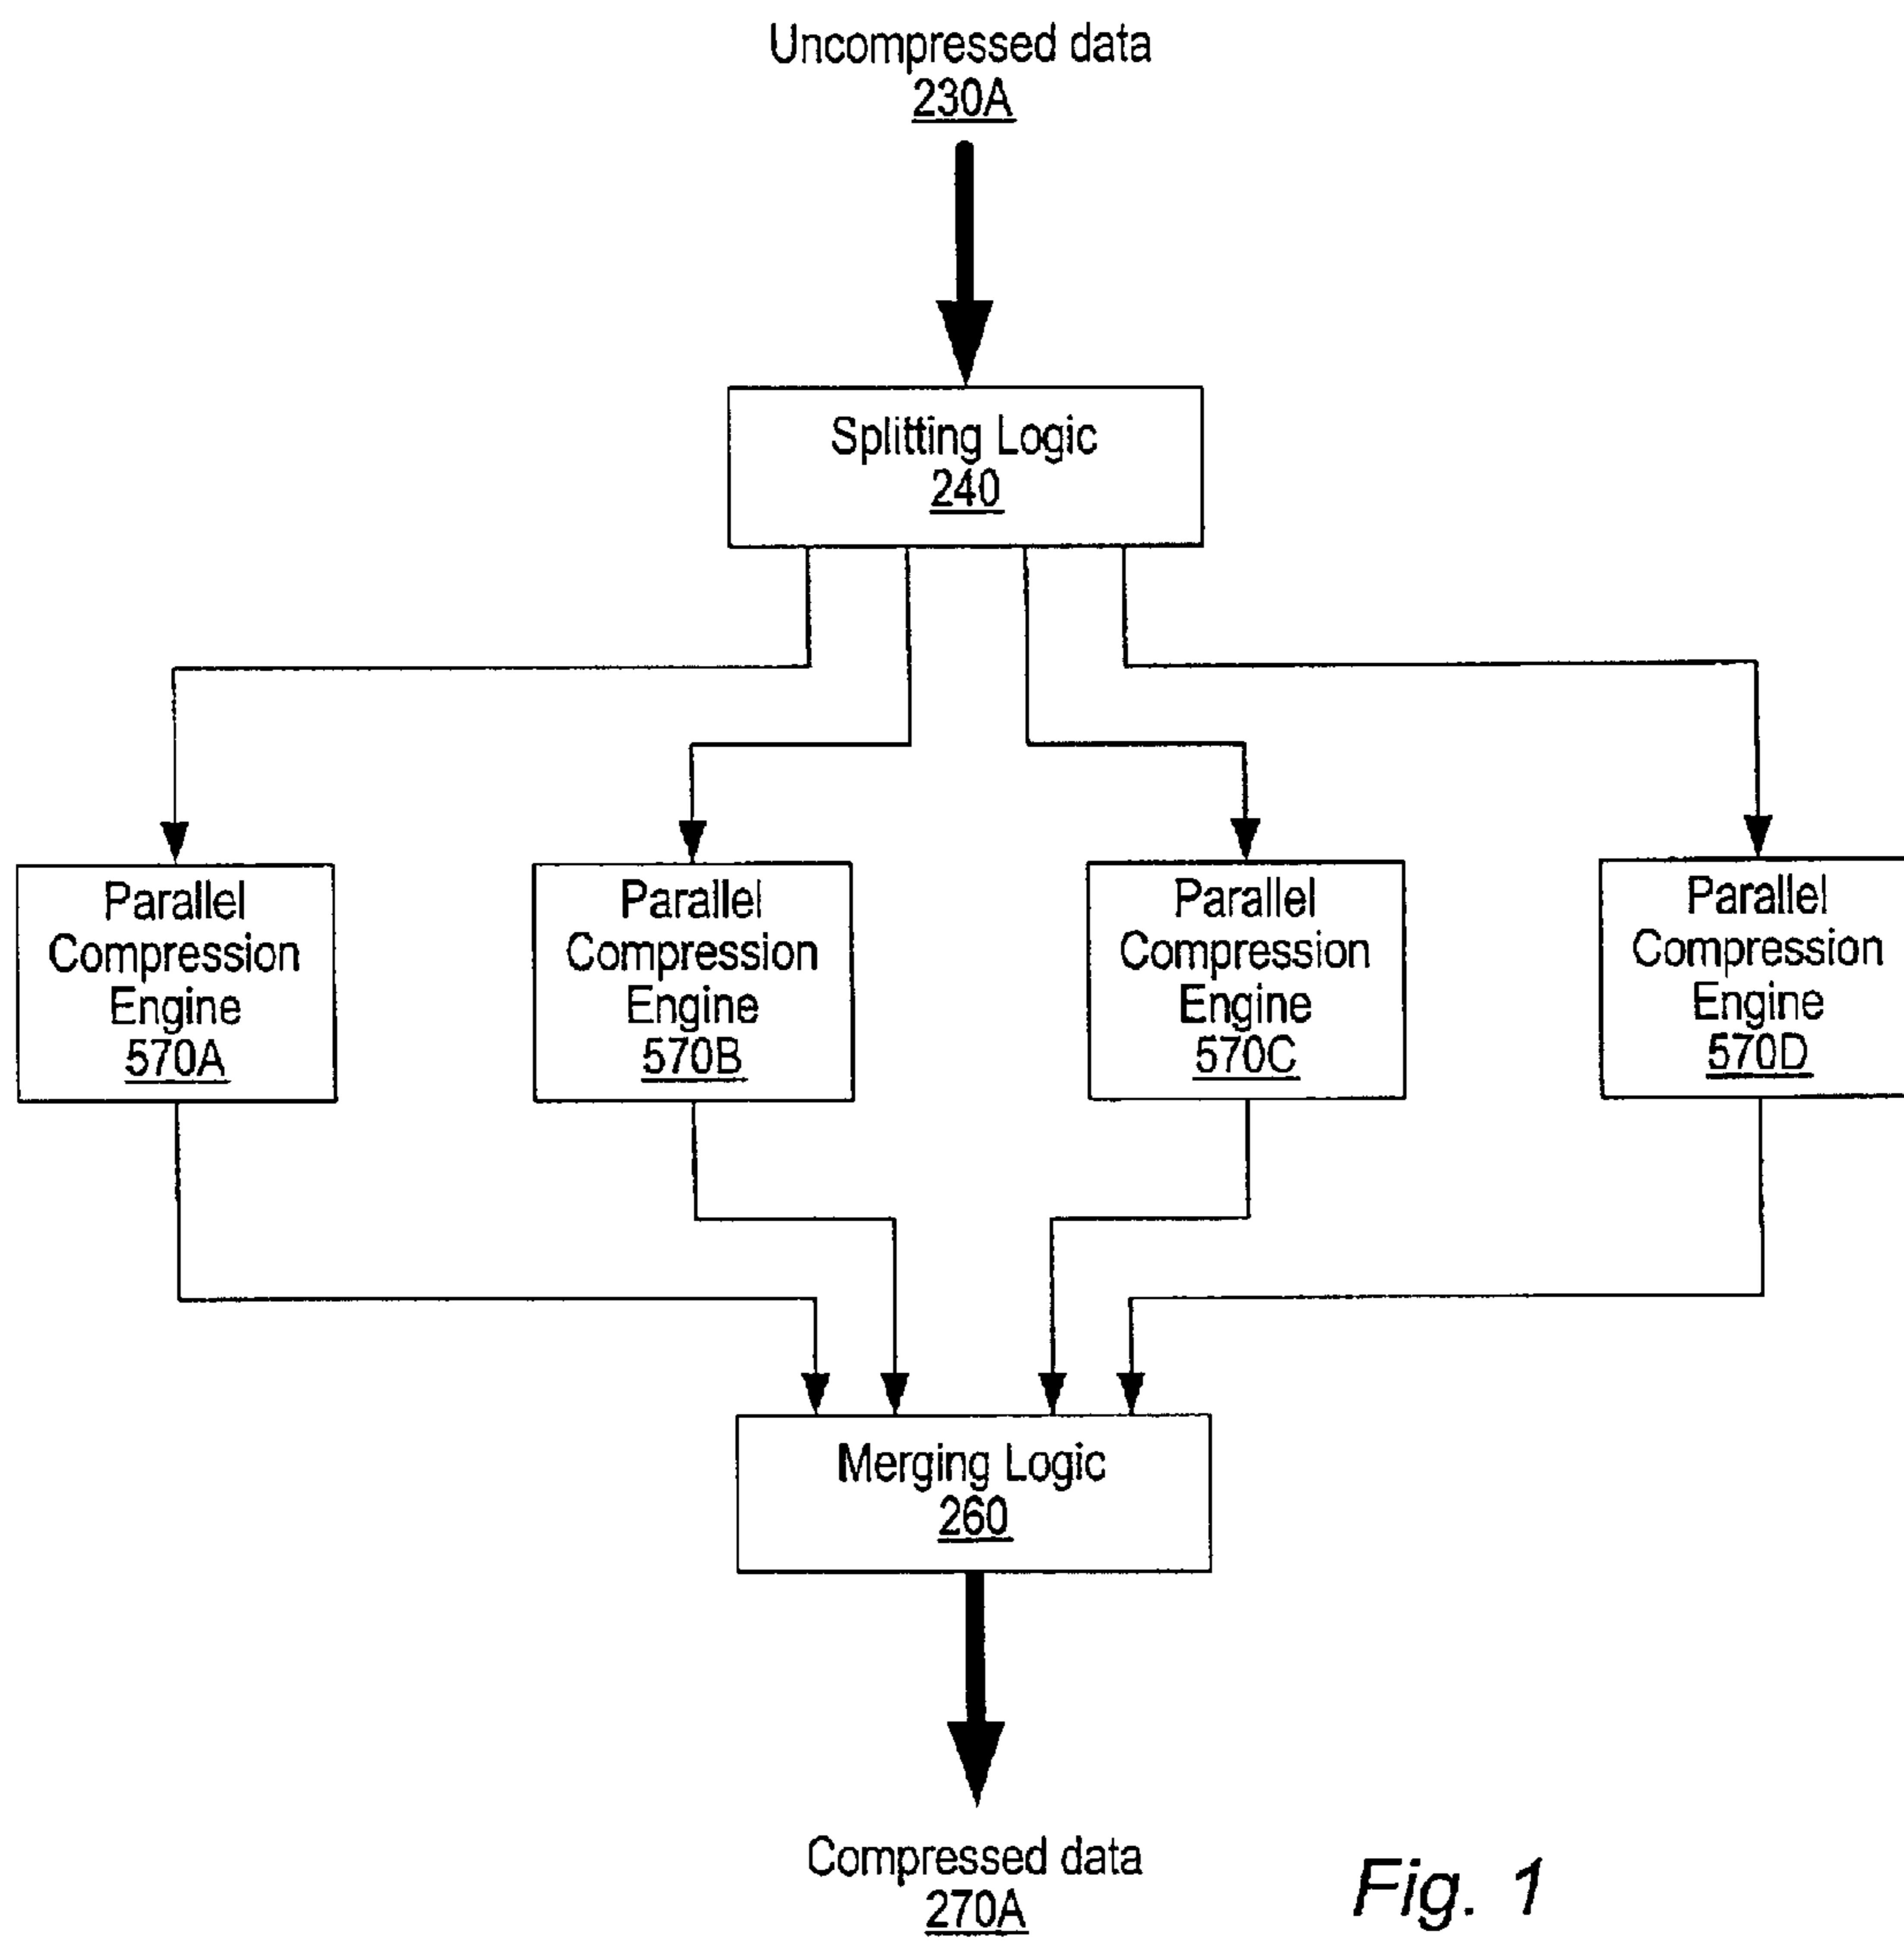 Uncompressed data
230A
Splitting Logic
240
Parallel
Compression
Engine
570A
Parallel
Compression
Engine
570B
Parallel
Compression
Engine
570C
Parallel
Compression
Engine
570D
Merging Logic
260
Compressed data
270A
Fig. 1